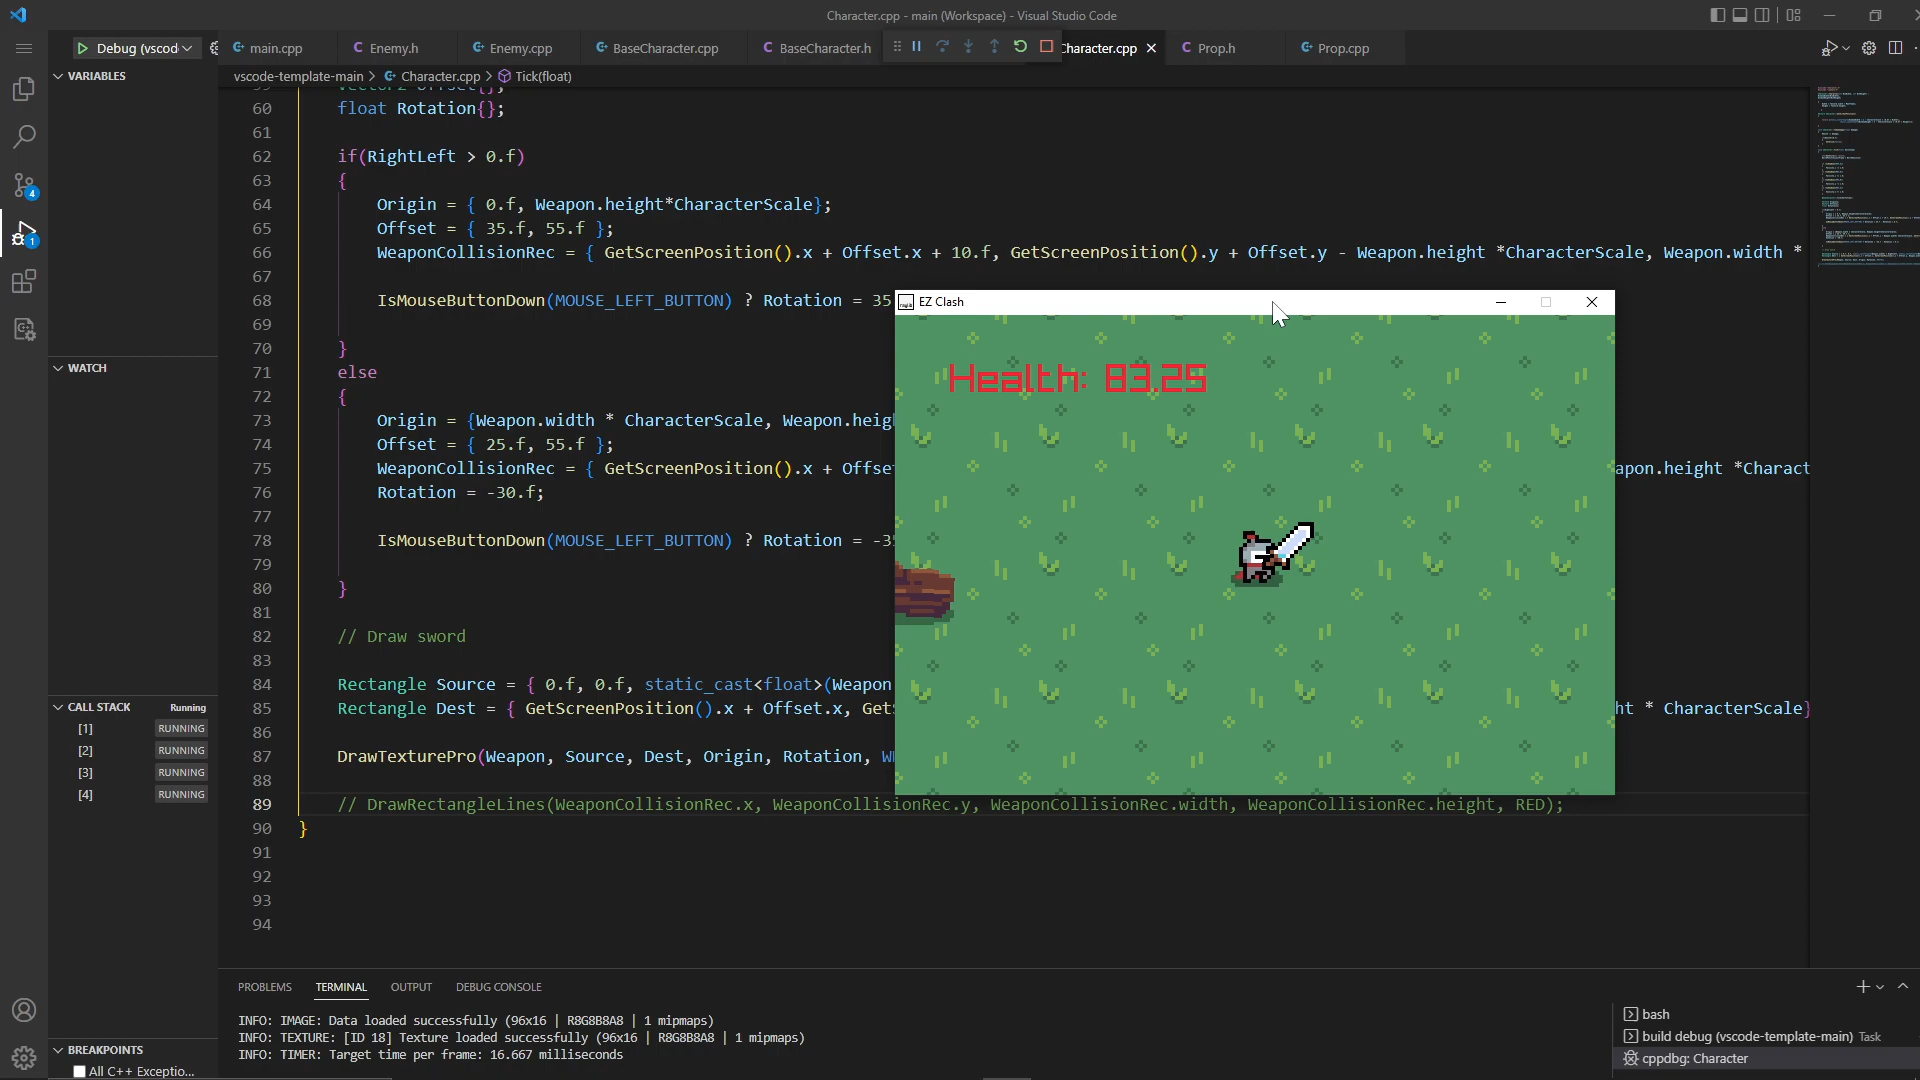 Character.cpp - main (Workspace) - Visual Studio Code
Debug (vscod
main.cpp
Enemy.h
Enemy.cpp
BaseCharacter.cpp
BaseCharacter.h
Character.cpp
Prop.h
Prop.cpp
VARIABLES
vscode-template-main > Character.cpp > Tick(float)
60 float Rotation{};
61
62 if(RightLeft > 0.f)
63 {
64 Origin = { 0.f, Weapon.height*CharacterScale};
65 Offset = { 35.f, 55.f };
66 WeaponCollisionRec = { GetScreenPosition().x + Offset.x + 10.f, GetScreenPosition().y + Offset.y - Weapon.height *CharacterScale, Weapon.width *
67
68 IsMouseButtonDown(MOUSE_LEFT_BUTTON) ? Rotation = 35
69
70 }
71 else
72 {
73 Origin = {Weapon.width * CharacterScale, Weapon.heig
74 Offset = { 25.f, 55.f };
75 WeaponCollisionRec = { GetScreenPosition().x + Offse
apon.height *Charact
76 Rotation = -30.f;
77
78 IsMouseButtonDown(MOUSE_LEFT_BUTTON) ? Rotation = -3
79
80 }
81
82 // Draw sword
83
84 Rectangle Source = { 0.f, 0.f, static_cast<float>(Weapon
85 Rectangle Dest = { GetScreenPosition().x + Offset.x, Get
ht * CharacterScale}
86
87 DrawTexturePro(Weapon, Source, Dest, Origin, Rotation, W
88
89 // DrawRectangleLines(WeaponCollisionRec.x, WeaponCollisionRec.y, WeaponCollisionRec.width, WeaponCollisionRec.height, RED);
90 }
91
92
93
94
EZ Clash
Health: 83.25
WATCH
CALL STACK Running
[1] RUNNING
[2] RUNNING
[3] RUNNING
[4] RUNNING
BREAKPOINTS
All C++ Exceptio...
4
1
PROBLEMS TERMINAL OUTPUT DEBUG CONSOLE
INFO: IMAGE: Data loaded successfully (96x16 | R8G8B8A8 | 1 mipmaps)
INFO: TEXTURE: [ID 18] Texture loaded successfully (96x16 | R8G8B8A8 | 1 mipmaps)
INFO: TIMER: Target time per frame: 16.667 milliseconds
bash
build debug (vscode-template-main) Task
cppdbg: Character